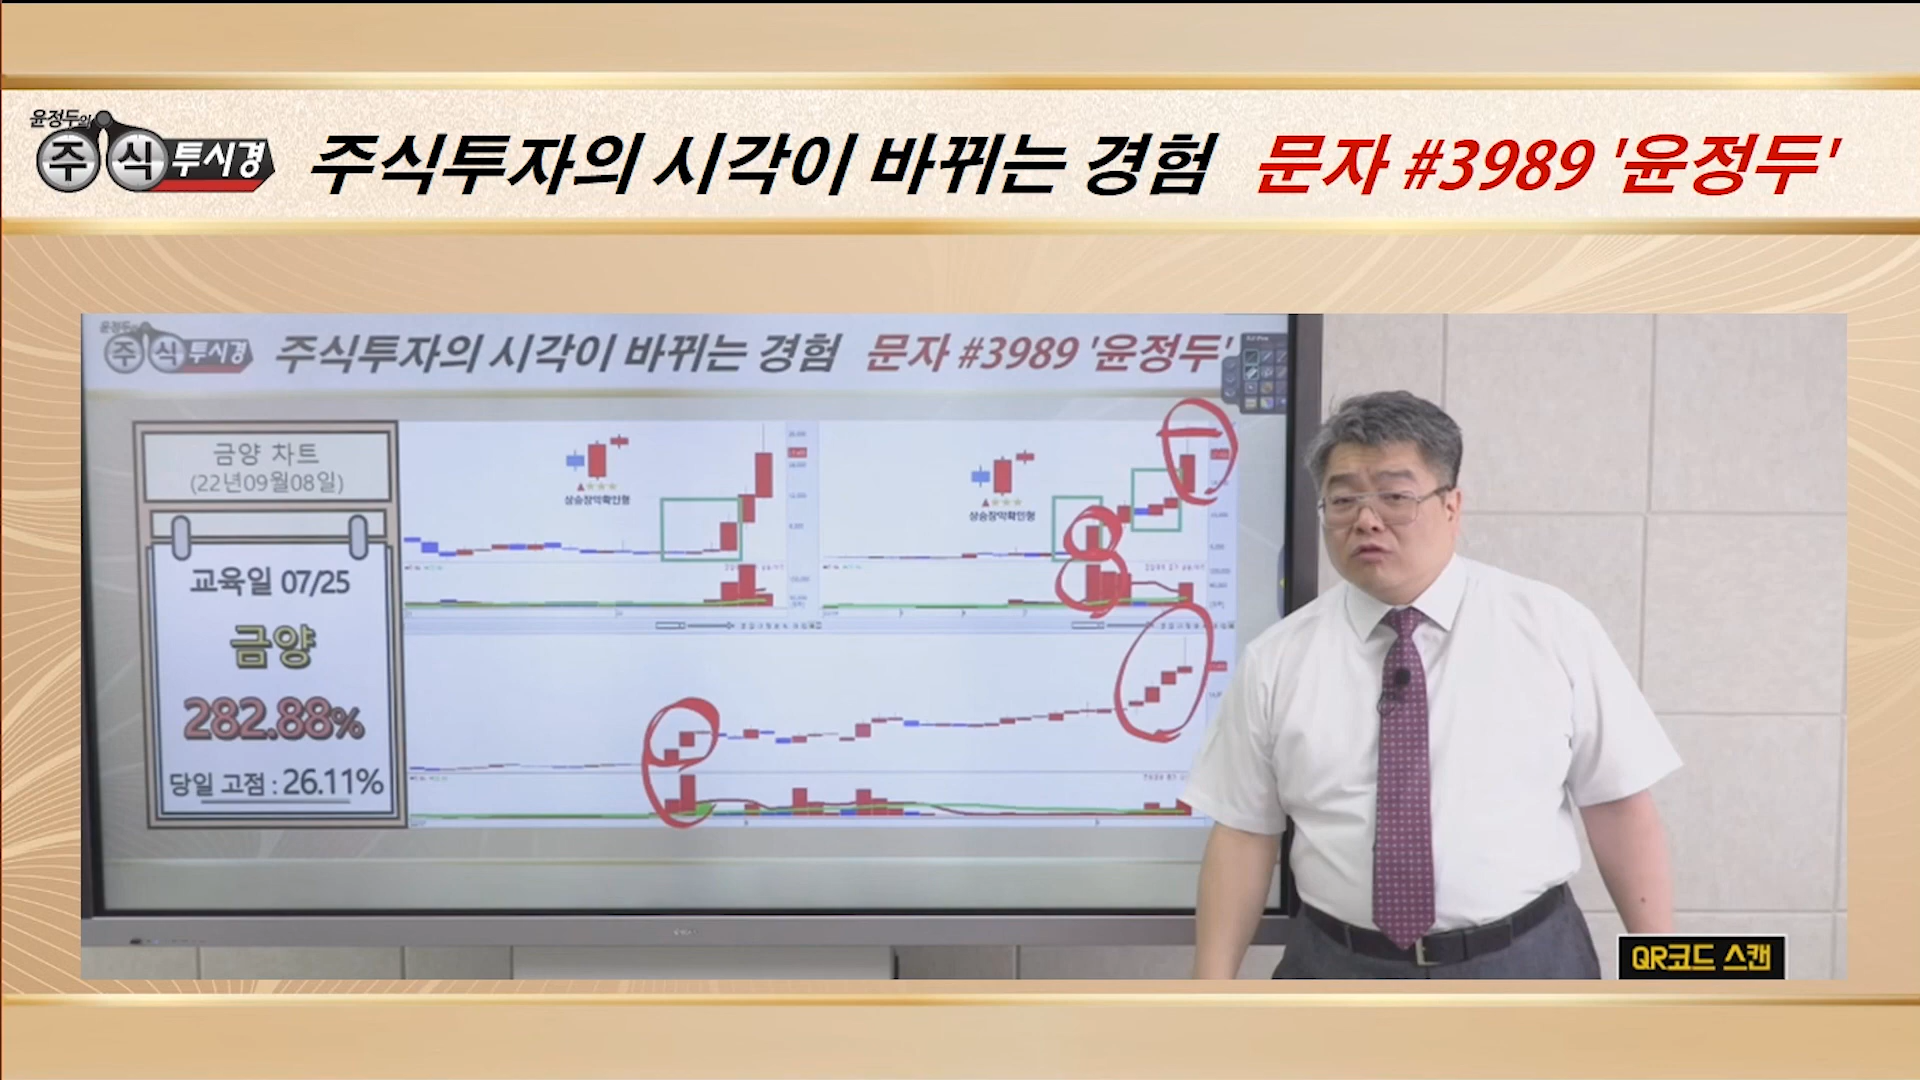 윤정두의
주식투시경
주식투자의 시각이 바뀌는 경험 문자 #3989 '윤정두'
윤정두의
주식투시경
주식투자의 시각이 바뀌는 경험 문자 #3989 '윤정두'
금양 차트
(22년09월08일)
교육일 07/25
금양
282.88%
당일 고점 : 26.11%
상승장악확인형
상승장악확인형
QR코드 스캔